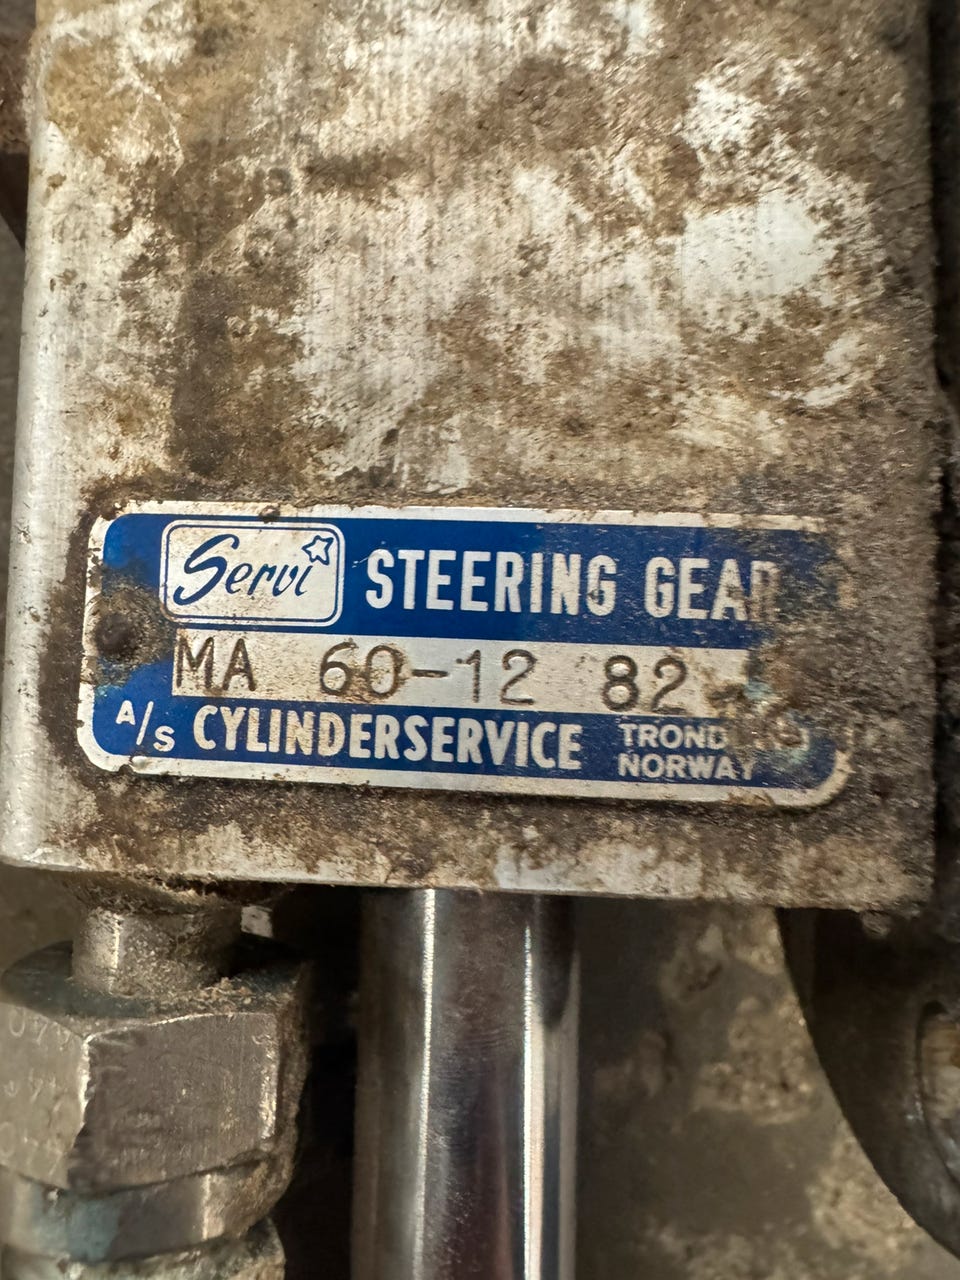 Servi STEERING GEAR
MA 60-12 82
A/S CYLINDERSERVICE
NORWAY